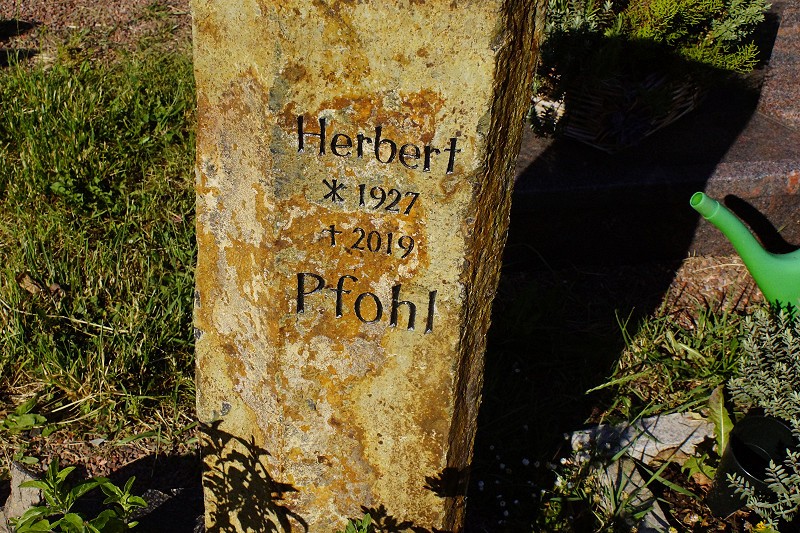 Herbert
* 1927
† 2019
Pfohl